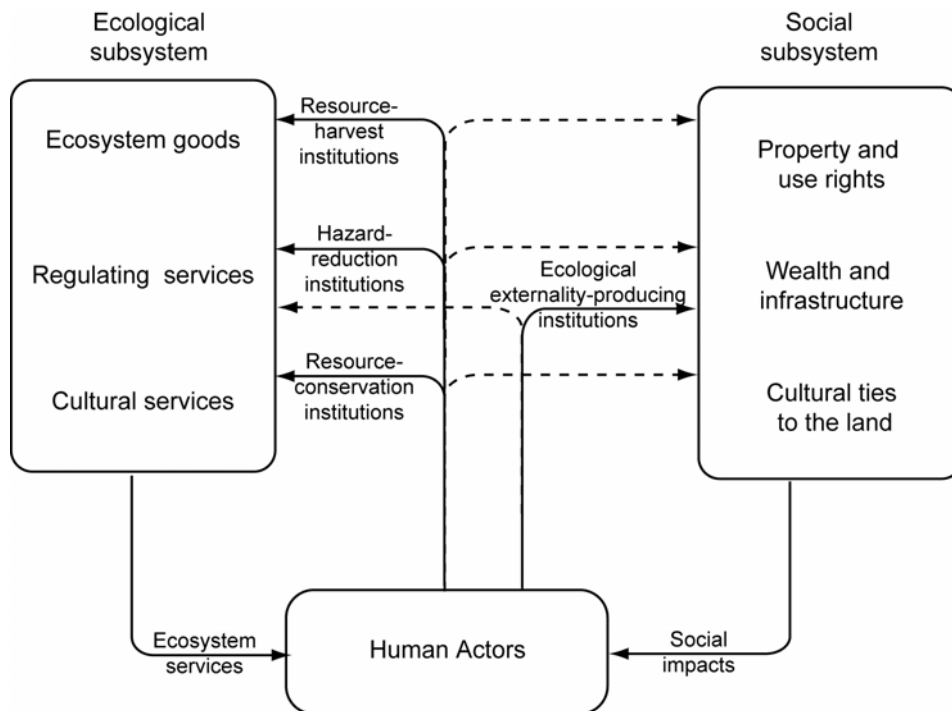 Ecological
subsystem
Social
subsystem
Ecosystem goods
Regulating services
Cultural services
Resource-
harvest
institutions
Hazard-
reduction
institutions
Resource-
conservation
institutions
Ecological
externality-producing
institutions
Property and
use rights
Wealth and
infrastructure
Cultural ties
to the land
Ecosystem
services
Human Actors
Social
impacts